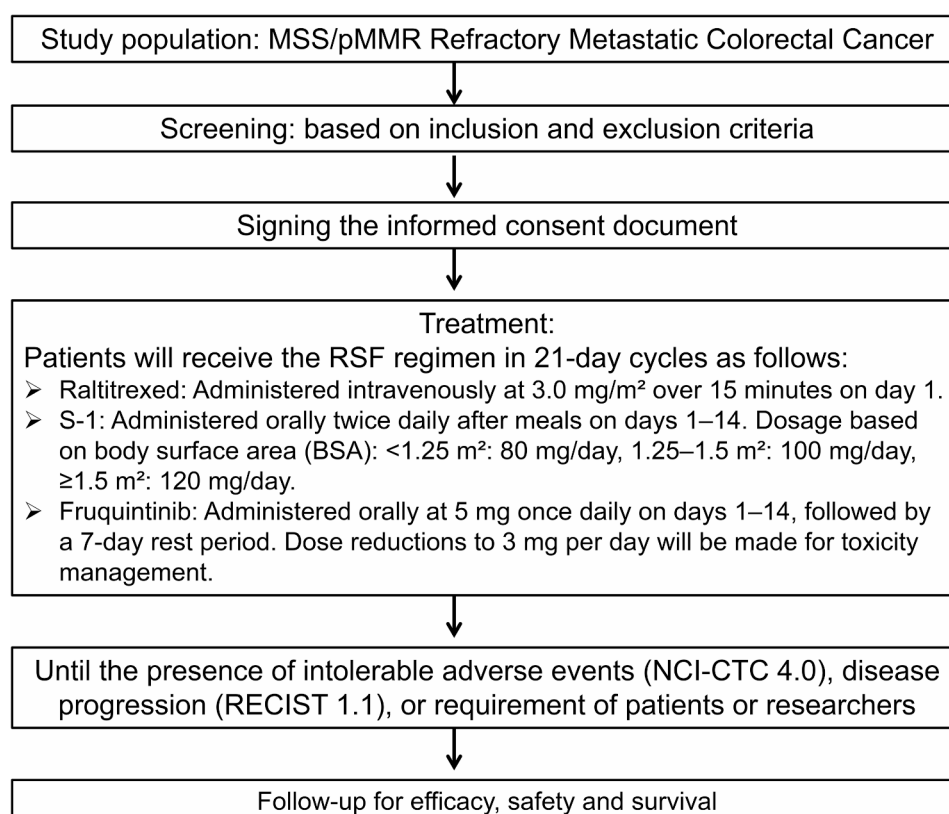 Study population: MSS/pMMR Refractory Metastatic Colorectal Cancer
Screening: based on inclusion and exclusion criteria
Signing the informed consent document
Treatment:
Patients will receive the RSF regimen in 21-day cycles as follows:
➢ Raltitrexed: Administered intravenously at 3.0 mg/m² over 15 minutes on day 1.
➢ S-1: Administered orally twice daily after meals on days 1–14. Dosage based
on body surface area (BSA): <1.25 m²: 80 mg/day, 1.25–1.5 m²: 100 mg/day,
≥1.5 m²: 120 mg/day.
➢ Fruquintinib: Administered orally at 5 mg once daily on days 1–14, followed by
a 7-day rest period. Dose reductions to 3 mg per day will be made for toxicity
management.
Until the presence of intolerable adverse events (NCI-CTC 4.0), disease
progression (RECIST 1.1), or requirement of patients or researchers
Follow-up for efficacy, safety and survival